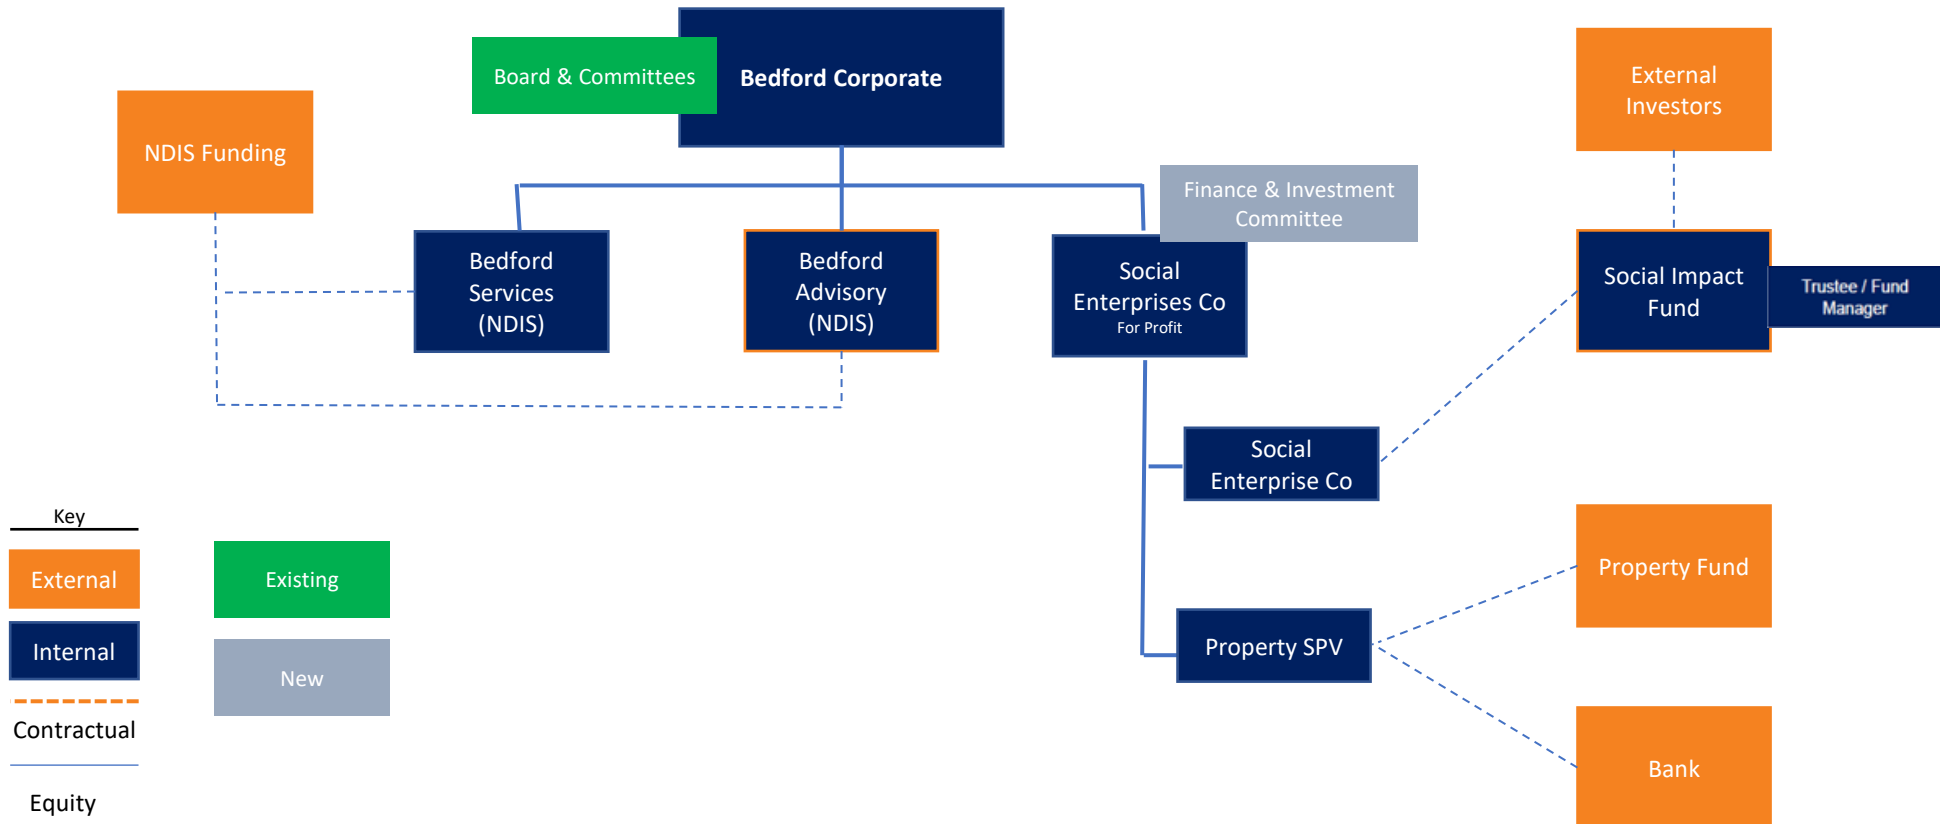 Board & Committees
Bedford Corporate
External
Investors
NDIS Funding
Finance & Investment
Committee
Bedford
Services
(NDIS)
Bedford
Advisory
(NDIS)
Social
Enterprises Co
For Profit
Social Impact
Fund
Trustee / Fund
Manager
Social
Enterprise Co
Key
External
Existing
Property Fund
Internal
New
Property SPV
Contractual
Bank
Equity